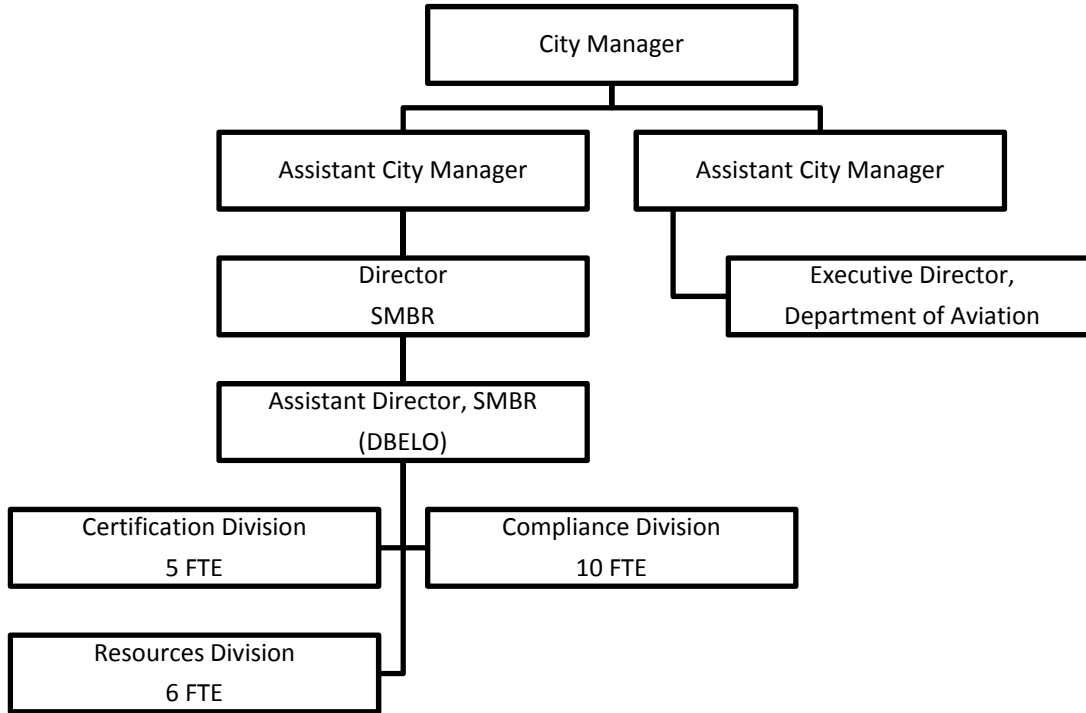 City Manager
Assistant City Manager
Assistant City Manager
Director
SMBR
Executive Director,
Department of Aviation
Assistant Director, SMBR
(DBELO)
Certification Division
5 FTE
Compliance Division
10 FTE
Resources Division
6 FTE